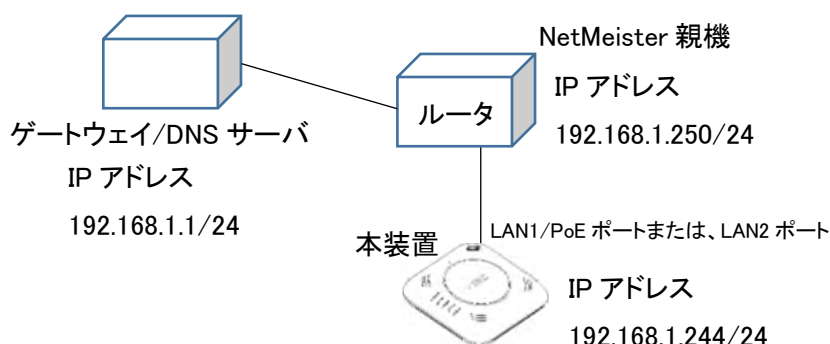 NetMeister 親機
IP アドレス
192.168.1.250/24
ルータ
ゲートウェイ/DNS サーバ
IP アドレス
192.168.1.1/24
本装置
LAN1/PoE ポートまたは、LAN2 ポート
IP アドレス
192.168.1.244/24